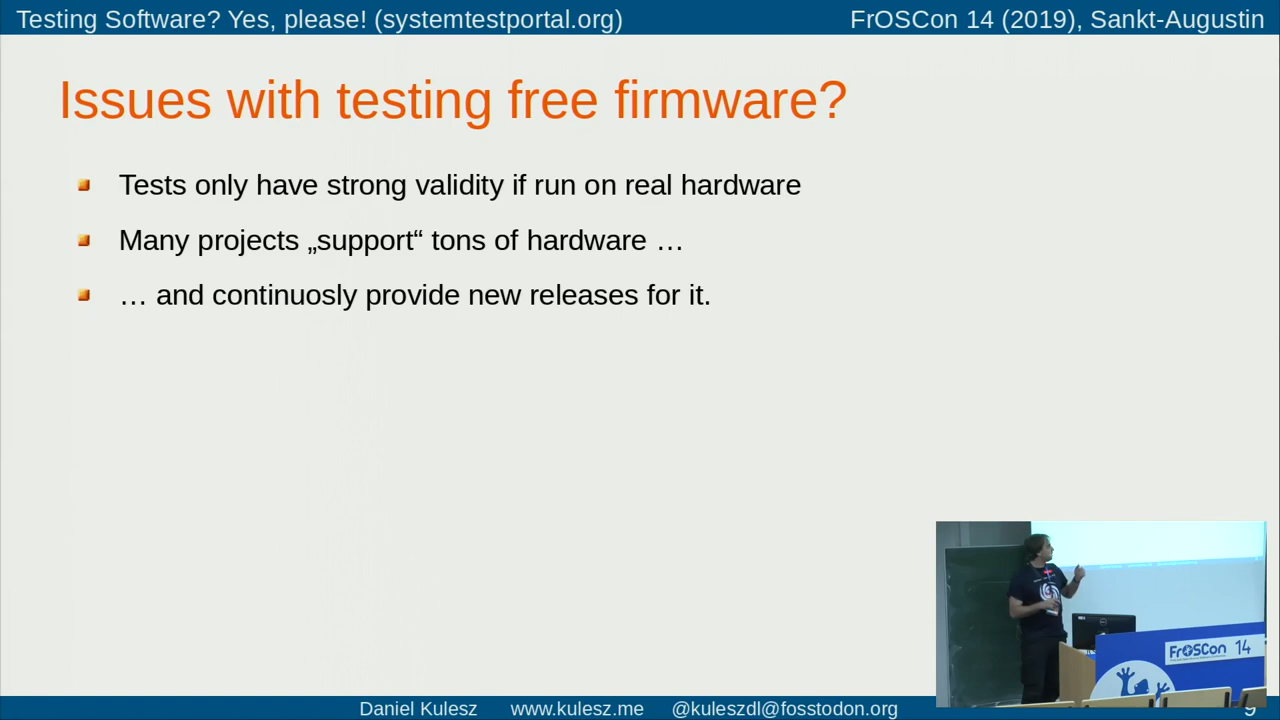 Testing Software? Yes, please! (systemtestportal.org)
FrOSCon 14 (2019), Sankt-Augustin
Issues with testing free firmware?
Tests only have strong validity if run on real hardware
Many projects „support“ tons of hardware …
… and continuosly provide new releases for it.
FrOSCon 14
Daniel Kulesz www.kulesz.me @kuleszdl@fosstodon.org